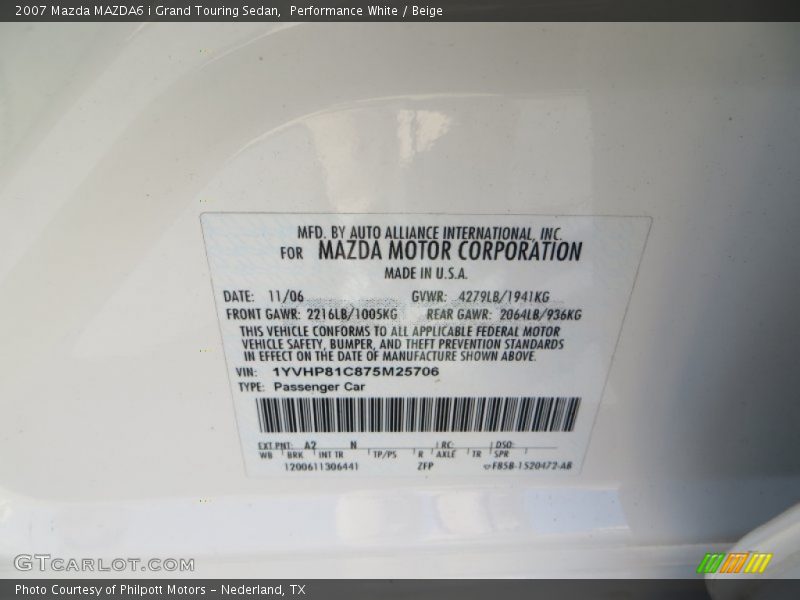 2007 Mazda MAZDA6 i Grand Touring Sedan, Performance White / Beige
MFD. BY AUTO ALLIANCE INTERNATIONAL, INC.
FOR MAZDA MOTOR CORPORATION
MADE IN U.S.A.
DATE: 11/06 GVWR: 4279LB/1941KG
FRONT GAWR: 2216LB/1005KG REAR GAWR: 2064LB/936KG
THIS VEHICLE CONFORMS TO ALL APPLICABLE FEDERAL MOTOR
VEHICLE SAFETY, BUMPER, AND THEFT PREVENTION STANDARDS
IN EFFECT ON THE DATE OF MANUFACTURE SHOWN ABOVE.
VIN: 1YVHP81C875M25706
TYPE: Passenger Car
EXT PNT: A2 N RC: DSO:
WB BRK INT TR TP/PS R AXLE TR SPR
1200611306441 ZFP F85B-1520472-AB
GTCARLOT.COM
Photo Courtesy of Philpott Motors - Nederland, TX